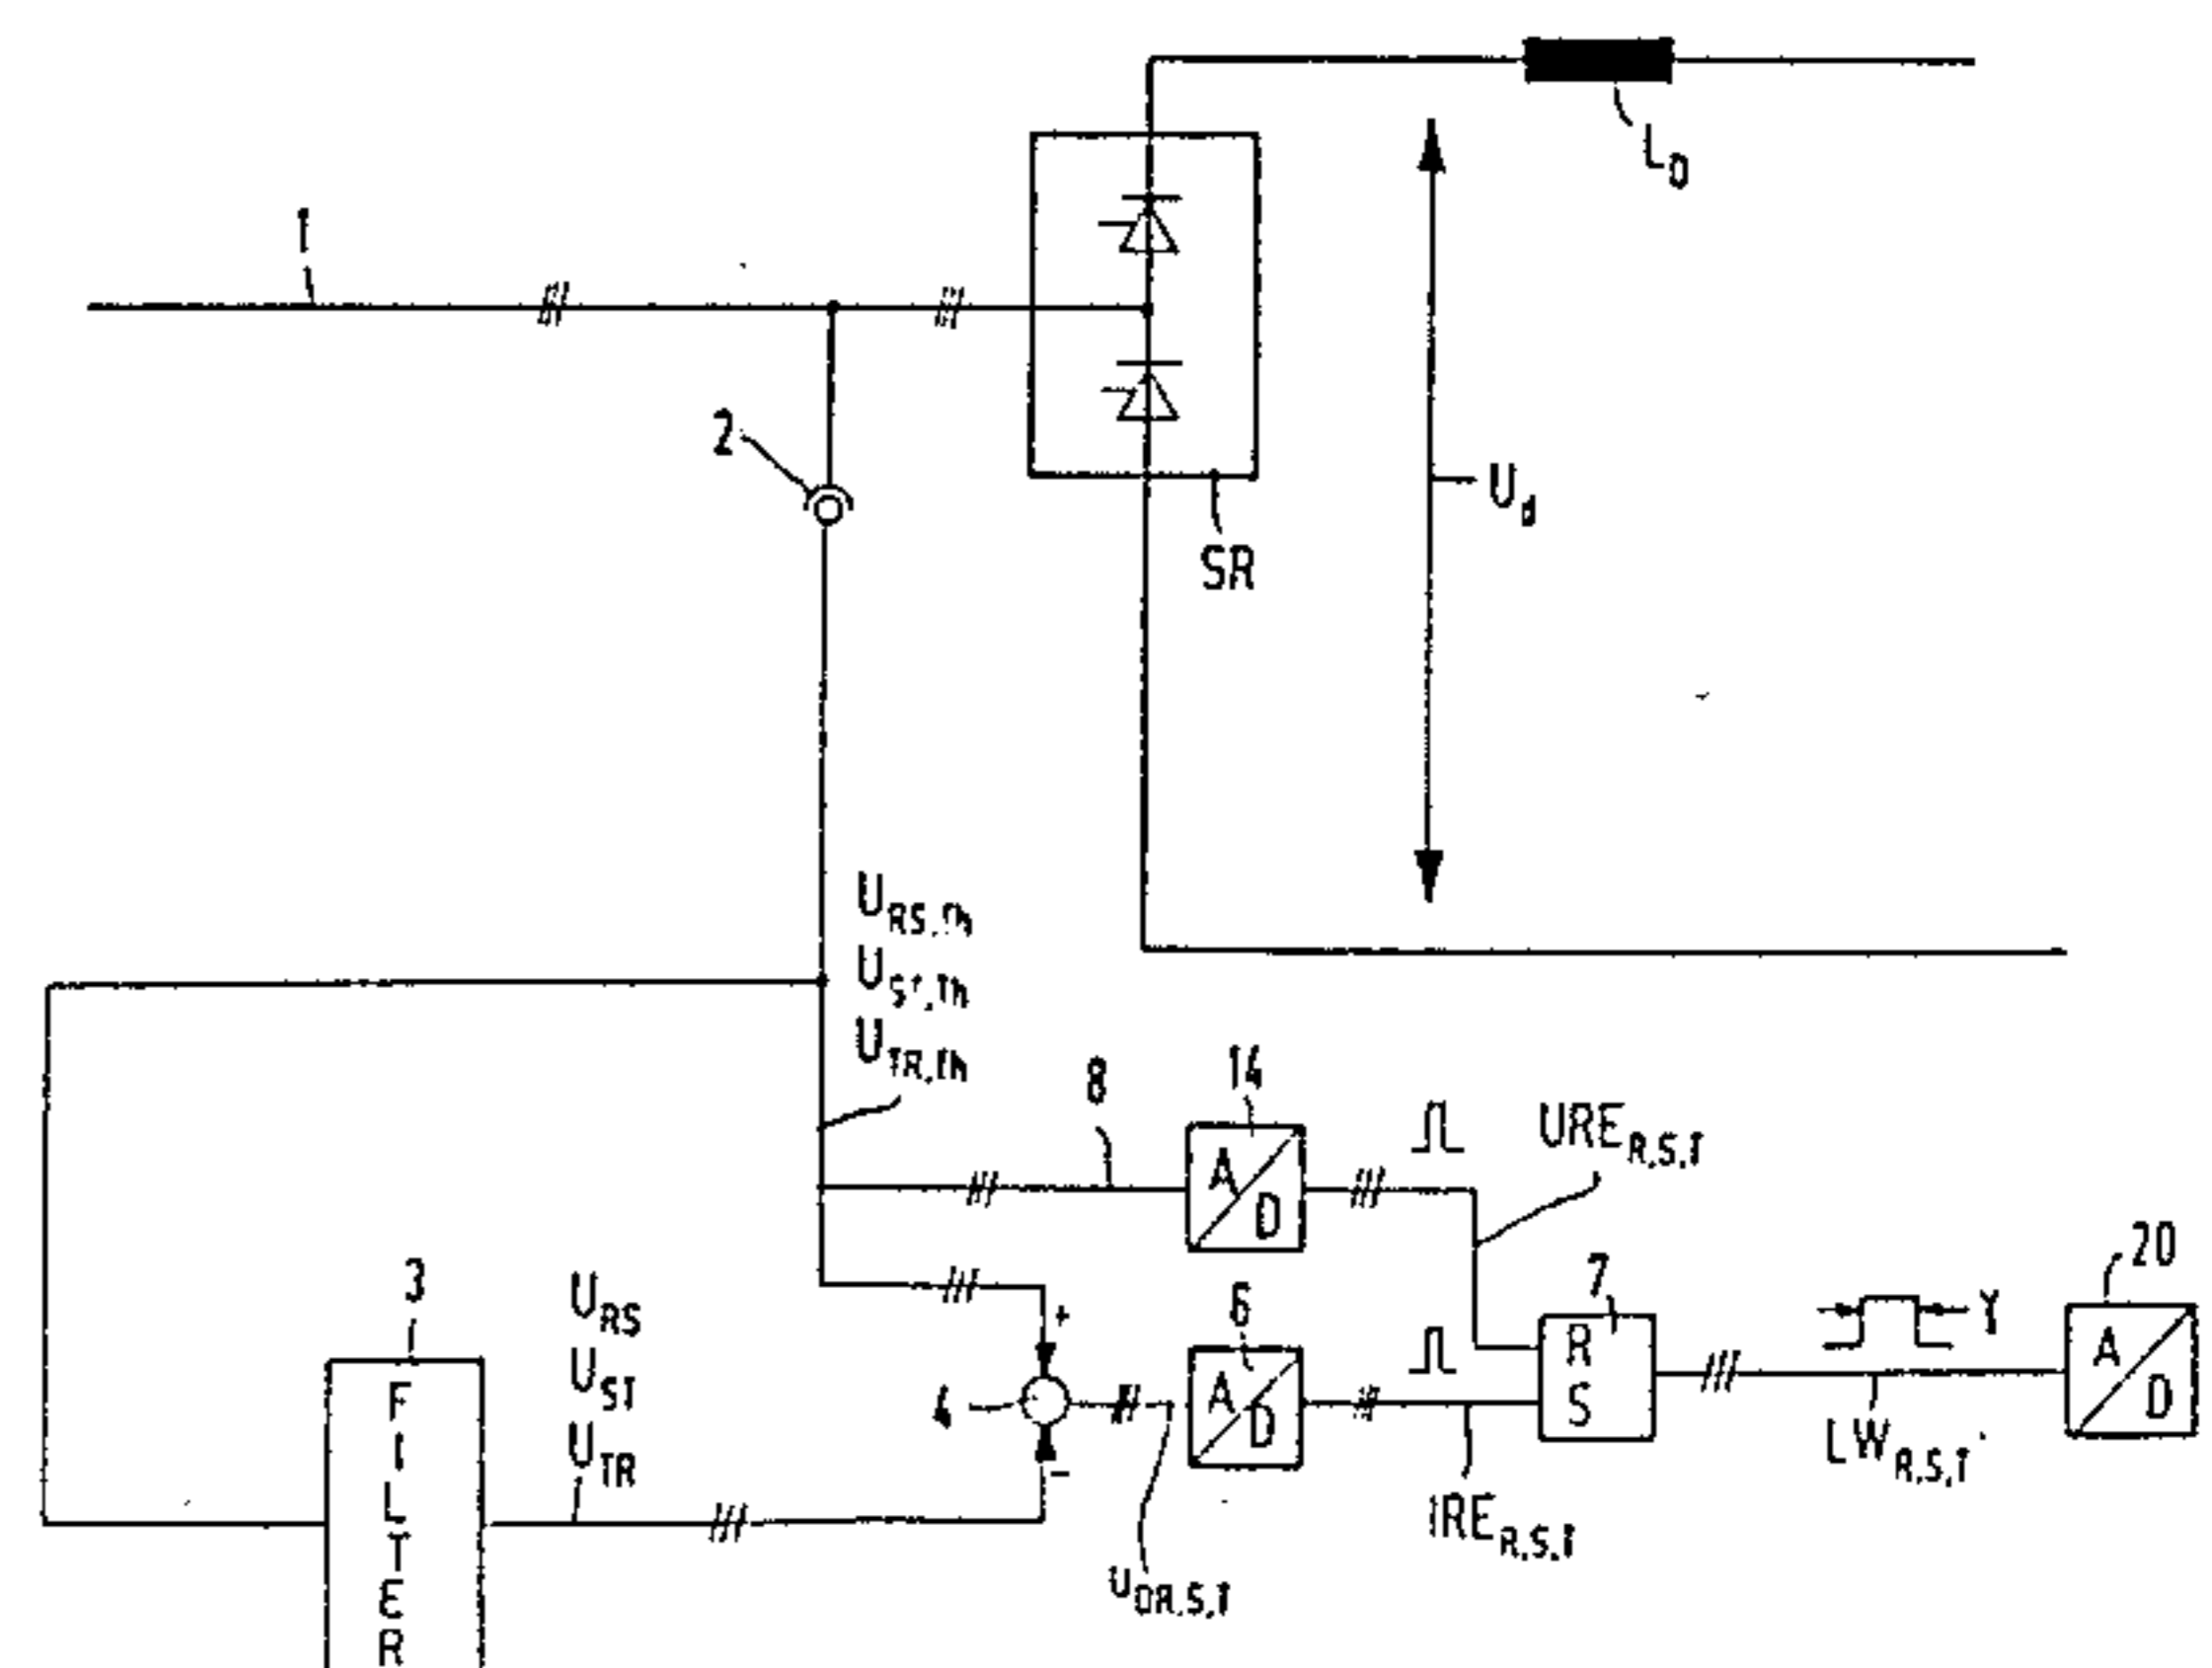 L_D
1
2
U_d
SR
U_RS,Th
U_ST,Th
U_TR,Th
8
14
A
D
URE_R,S,T
3
U_RS
U_ST
U_TR
+
4
-
6
A
D
7
R
S
Y
20
A
D
LW_R,S,T
IRE_R,S,T
u_DR,S,T
FILTER